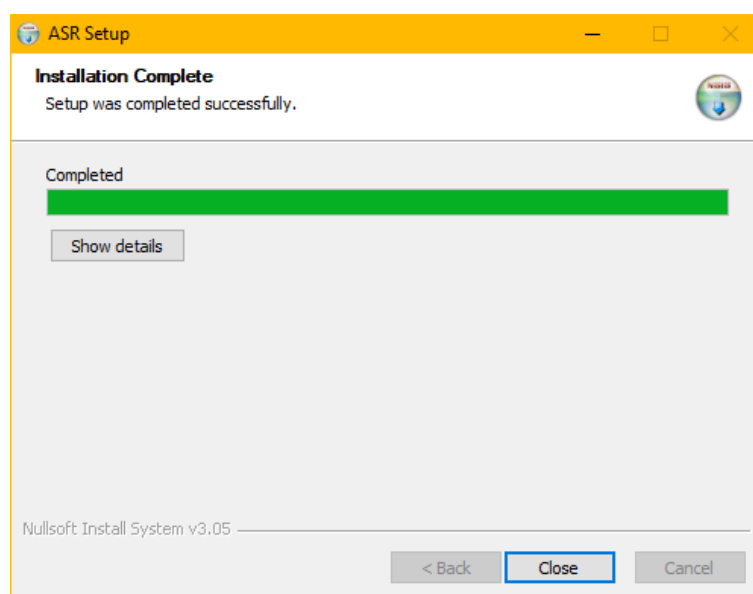 ASR Setup
Installation Complete
Setup was completed successfully.
Completed
Show details
Nullsoft Install System v3.05
< Back
Close
Cancel